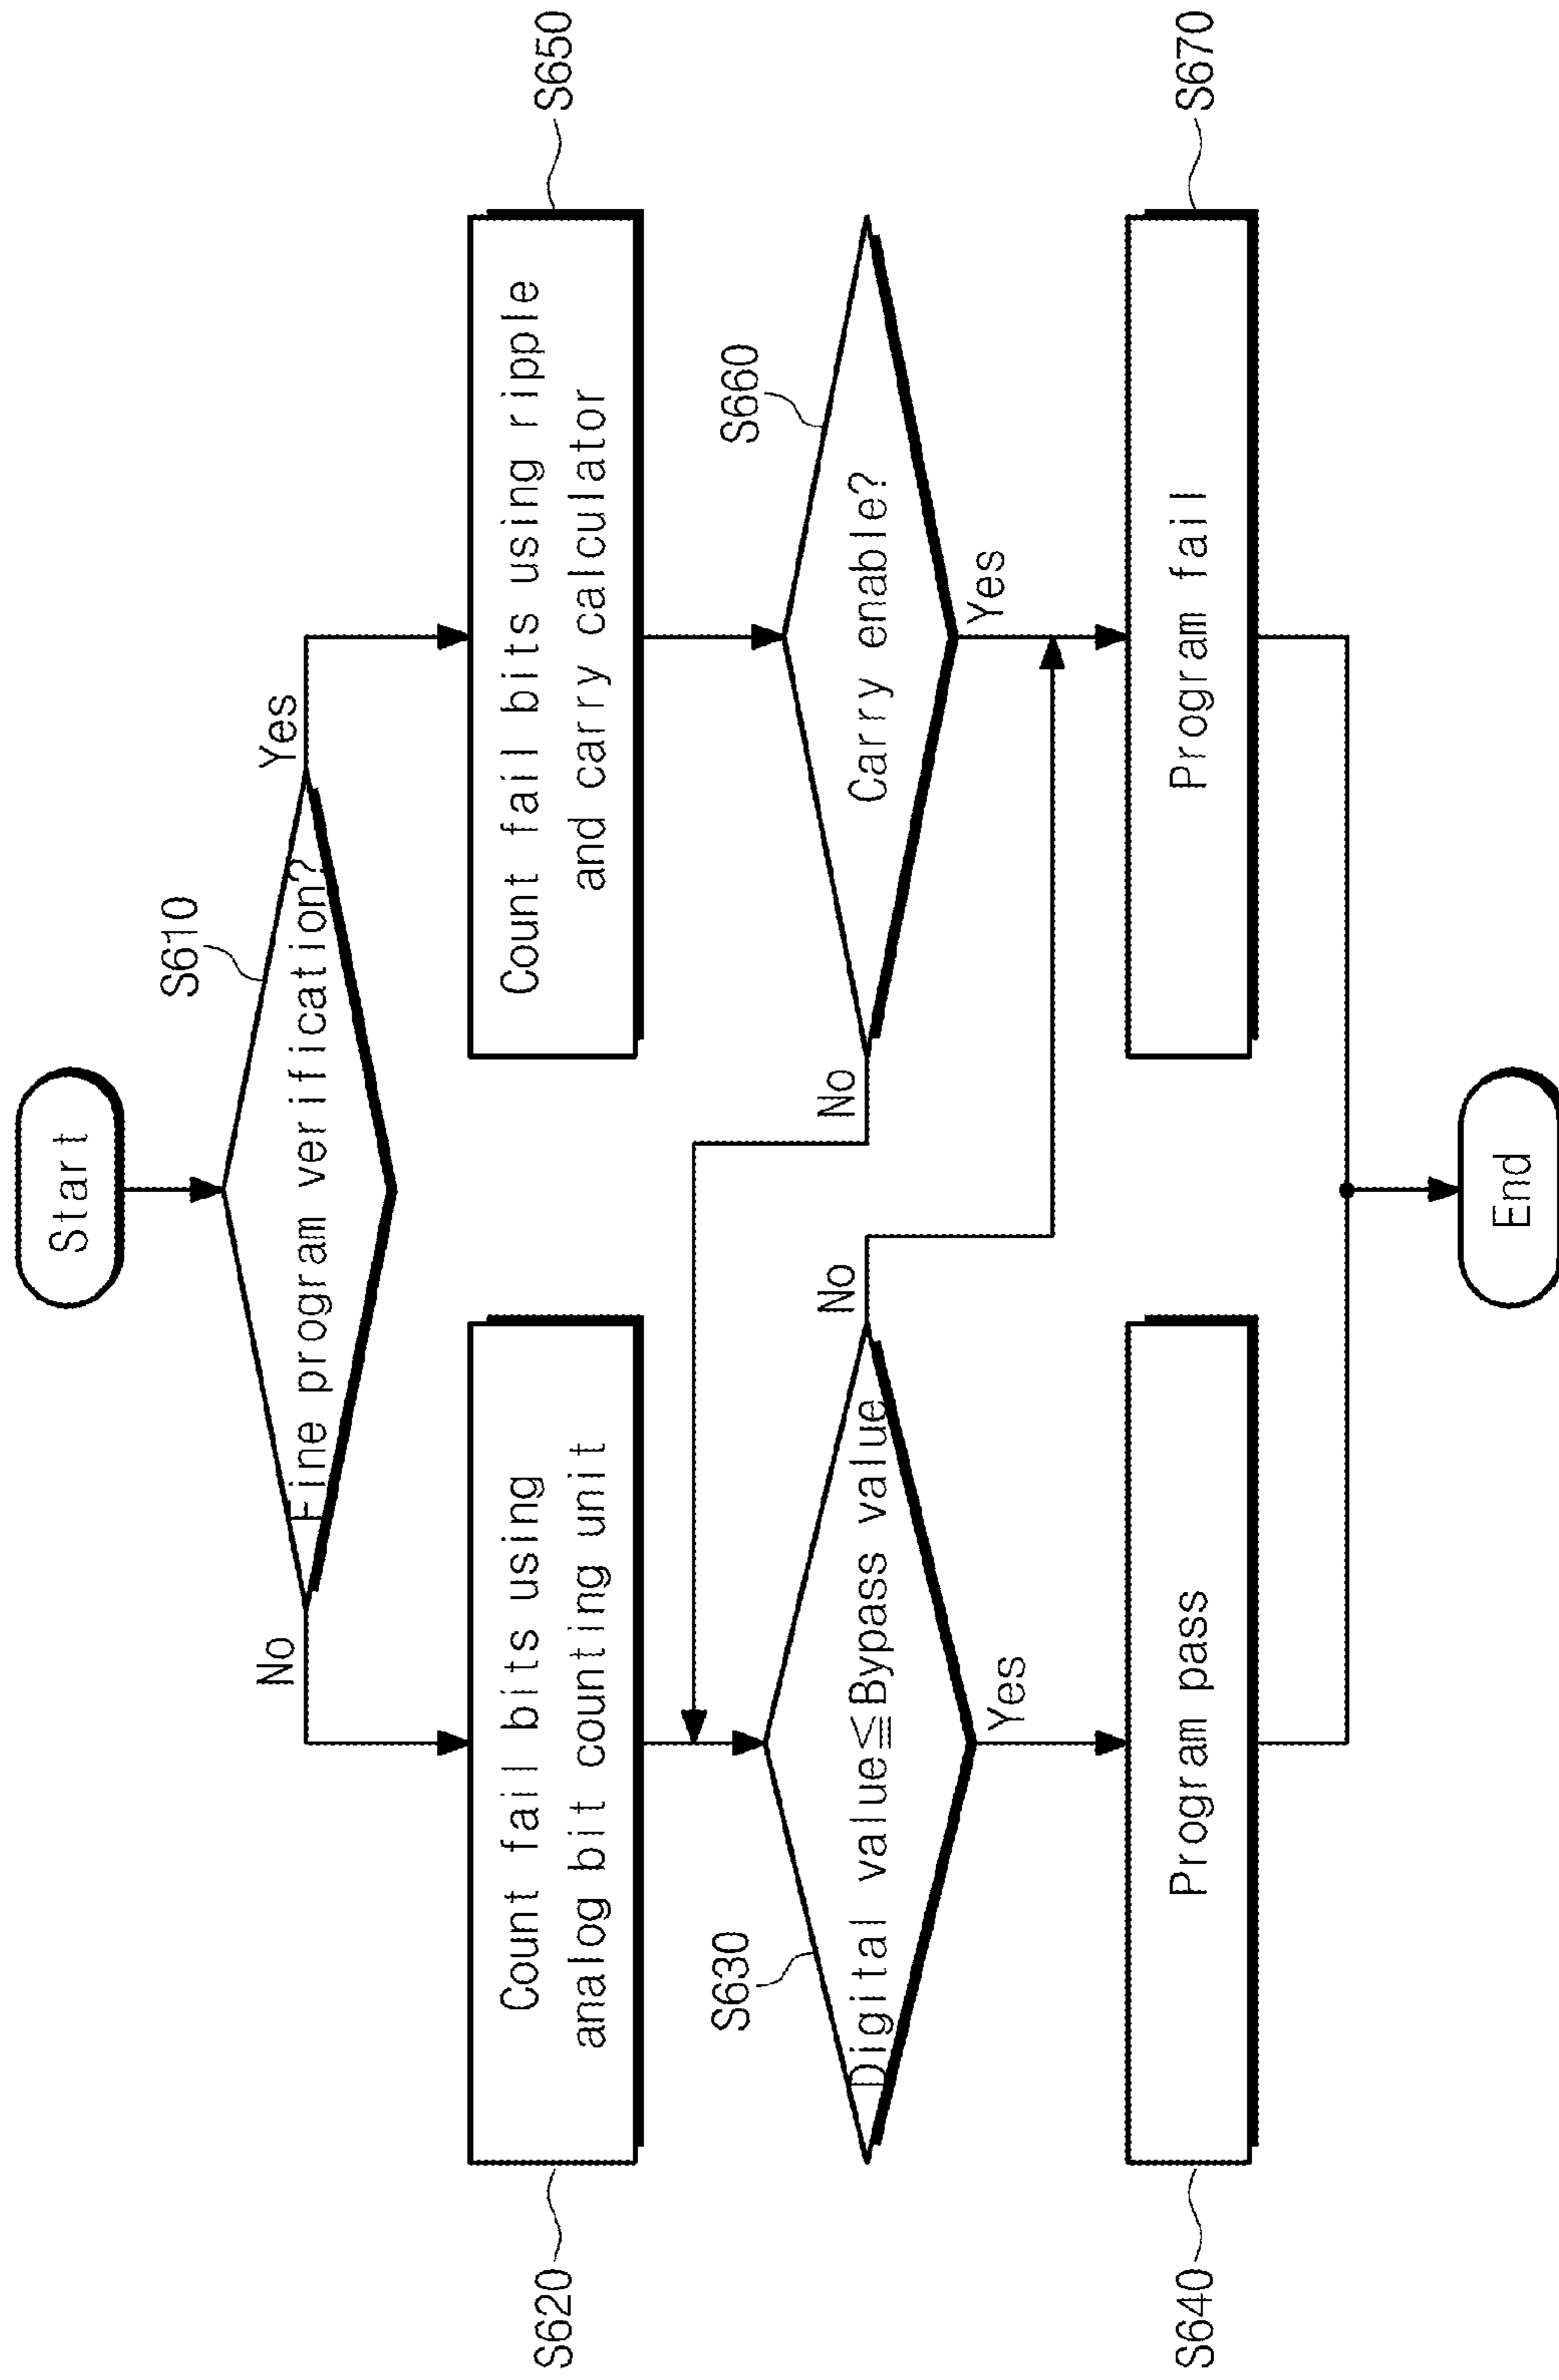 Start
S610
Fine program verification?
No
Yes
S620
Count fail bits using
analog bit counting unit
Count fail bits using ripple
and carry calculator
S650
S630
Digital value≦Bypass value
No
Yes
S660
Carry enable?
No
Yes
S640
Program pass
Program fail
S670
End